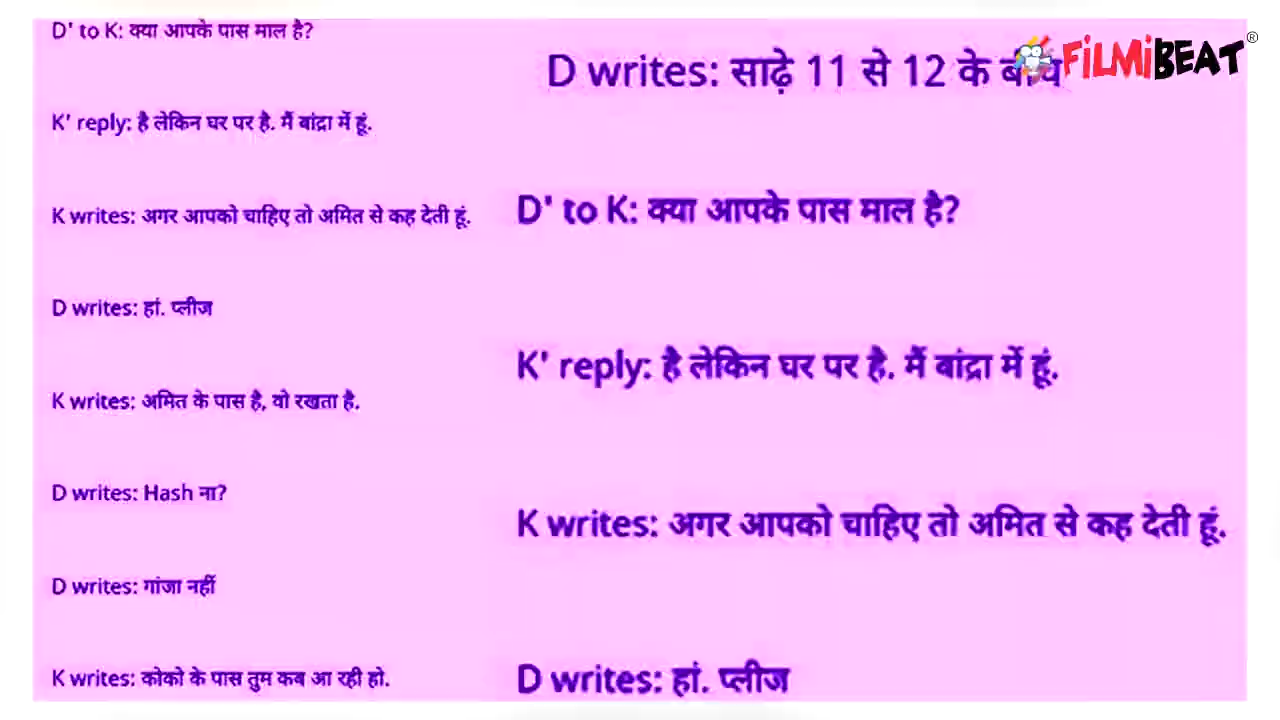 D' to K: क्या आपके पास माल है?
K' reply: है लेकिन घर पर है. मैं बांद्रा में हूं.
K writes: अगर आपको चाहिए तो अमित से कह देती हूं.
D writes: हां. प्लीज
K writes: अमित के पास है, वो रखता है.
D writes: Hash ना?
D writes: गांजा नहीं
K writes: कोको के पास तुम कब आ रही हो.
FiLMiBEAT®
D writes: साढ़े 11 से 12 के बीच
D' to K: क्या आपके पास माल है?
K' reply: है लेकिन घर पर है. मैं बांद्रा में हूं.
K writes: अगर आपको चाहिए तो अमित से कह देती हूं.
D writes: हां. प्लीज